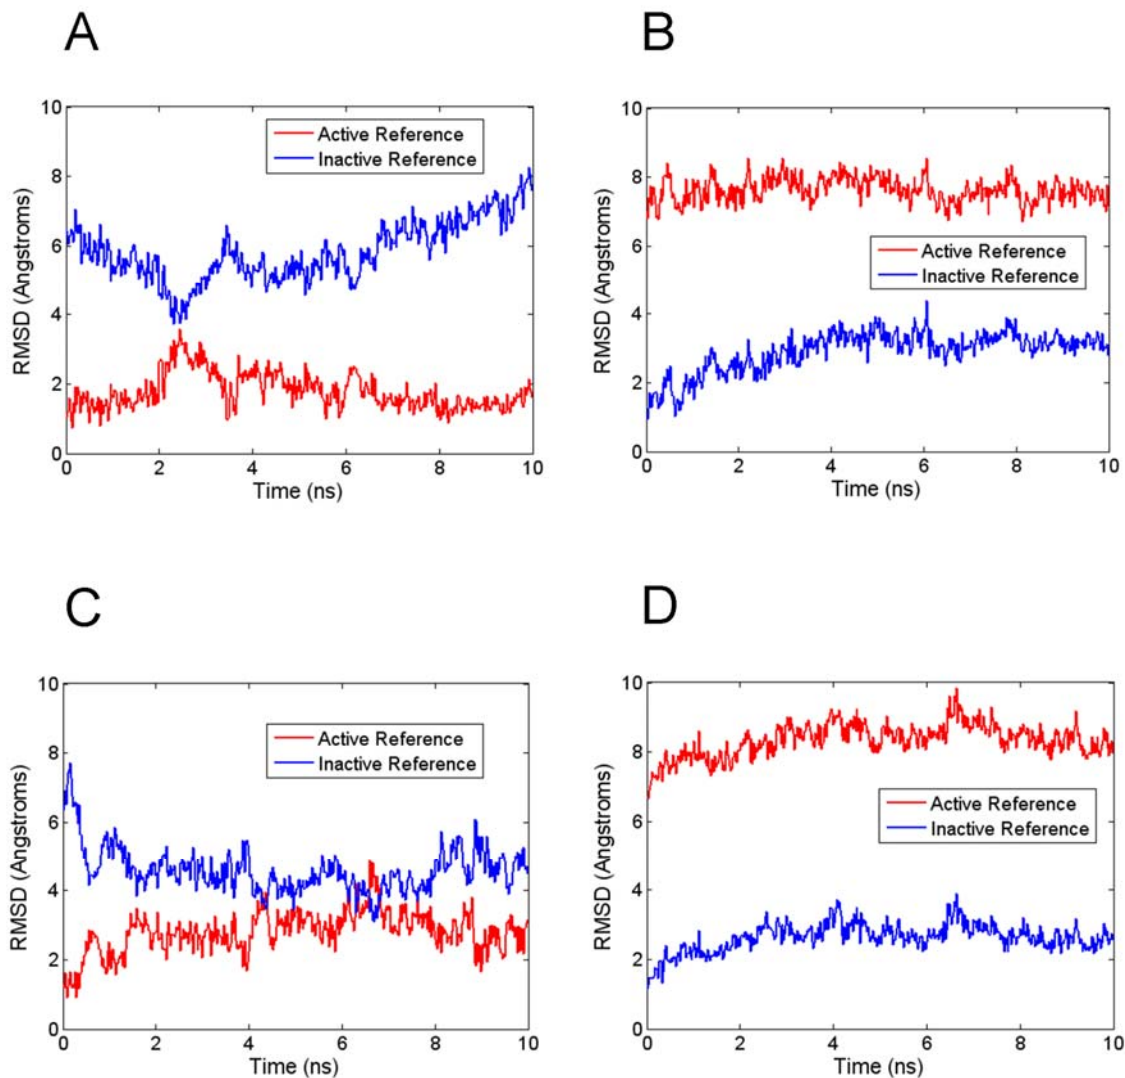 A
B
10
8
6
4
2
0
RMSD (Angstroms)
Active Reference
Inactive Reference
0 2 4 6 8 10
Time (ns)
10
8
6
4
2
0
RMSD (Angstroms)
Active Reference
Inactive Reference
0 2 4 6 8 10
Time (ns)
C
D
10
8
6
4
2
0
RMSD (Angstroms)
Active Reference
Inactive Reference
0 2 4 6 8 10
Time (ns)
10
8
6
4
2
0
RMSD (Angstroms)
Active Reference
Inactive Reference
0 2 4 6 8 10
Time (ns)